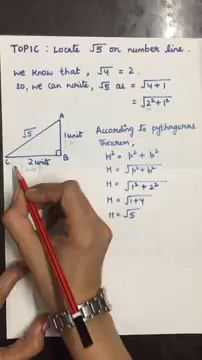 TOPIC: Locate √5 on number line.
we know that, √4 = 2.
so, we can write, √5 as = √4+1
= √2²+1²
A
√5
1 unit
C
2 units
B
According to pythagoras
Theorem,
H² = p² + b²
H = √p² + b²
H = √1² + 2²
H = √1+4
H = √5